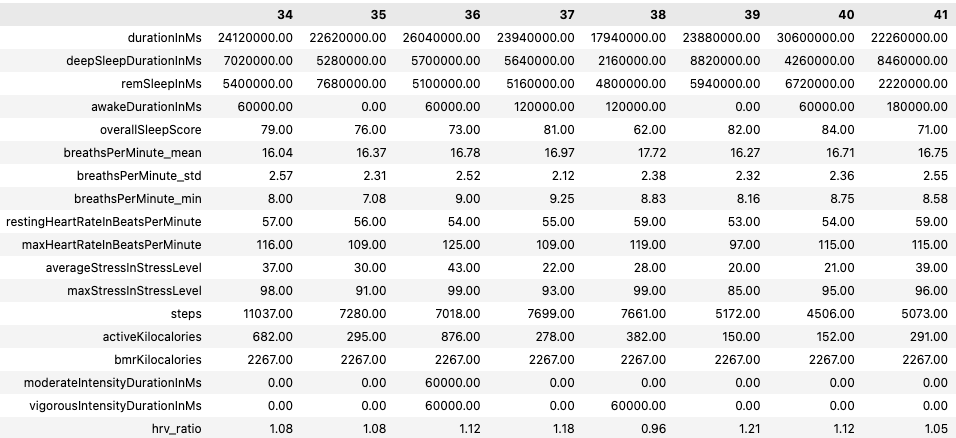 34 35 36 37 38 39 40 41
durationInMs 24120000.00 22620000.00 26040000.00 23940000.00 17940000.00 23880000.00 30600000.00 22260000.00
deepSleepDurationInMs 7020000.00 5280000.00 5700000.00 5640000.00 2160000.00 8820000.00 4260000.00 8460000.00
remSleepInMs 5400000.00 7680000.00 5100000.00 5160000.00 4800000.00 5940000.00 6720000.00 2220000.00
awakeDurationInMs 60000.00 0.00 60000.00 120000.00 120000.00 0.00 60000.00 180000.00
overallSleepScore 79.00 76.00 73.00 81.00 62.00 82.00 84.00 71.00
breathsPerMinute_mean 16.04 16.37 16.78 16.97 17.72 16.27 16.71 16.75
breathsPerMinute_std 2.57 2.31 2.52 2.12 2.38 2.32 2.36 2.55
breathsPerMinute_min 8.00 7.08 9.00 9.25 8.83 8.16 8.75 8.58
restingHeartRateInBeatsPerMinute 57.00 56.00 54.00 55.00 59.00 53.00 54.00 59.00
maxHeartRateInBeatsPerMinute 116.00 109.00 125.00 109.00 119.00 97.00 115.00 115.00
averageStressInStressLevel 37.00 30.00 43.00 22.00 28.00 20.00 21.00 39.00
maxStressInStressLevel 98.00 91.00 99.00 93.00 99.00 85.00 95.00 96.00
steps 11037.00 7280.00 7018.00 7699.00 7661.00 5172.00 4506.00 5073.00
activeKilocalories 682.00 295.00 876.00 278.00 382.00 150.00 152.00 291.00
bmrKilocalories 2267.00 2267.00 2267.00 2267.00 2267.00 2267.00 2267.00 2267.00
moderateIntensityDurationInMs 0.00 0.00 60000.00 0.00 0.00 0.00 0.00 0.00
vigorousIntensityDurationInMs 0.00 0.00 60000.00 0.00 60000.00 0.00 0.00 0.00
hrv_ratio 1.08 1.08 1.12 1.18 0.96 1.21 1.12 1.05